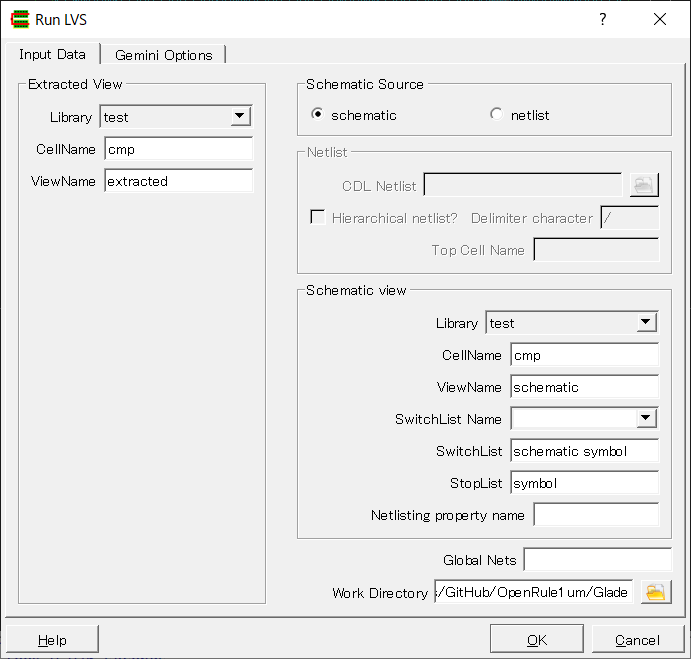 Run LVS
?
Input Data
Gemini Options
Extracted View
Library test
CellName cmp
ViewName extracted
Schematic Source
schematic
netlist
Netlist
CDL Netlist
Hierarchical netlist? Delimiter character /
Top Cell Name
Schematic view
Library test
CellName cmp
ViewName schematic
SwitchList Name
SwitchList schematic symbol
StopList symbol
Netlisting property name
Global Nets
Work Directory :/GitHub/OpenRule1um/Glade
Help
OK
Cancel